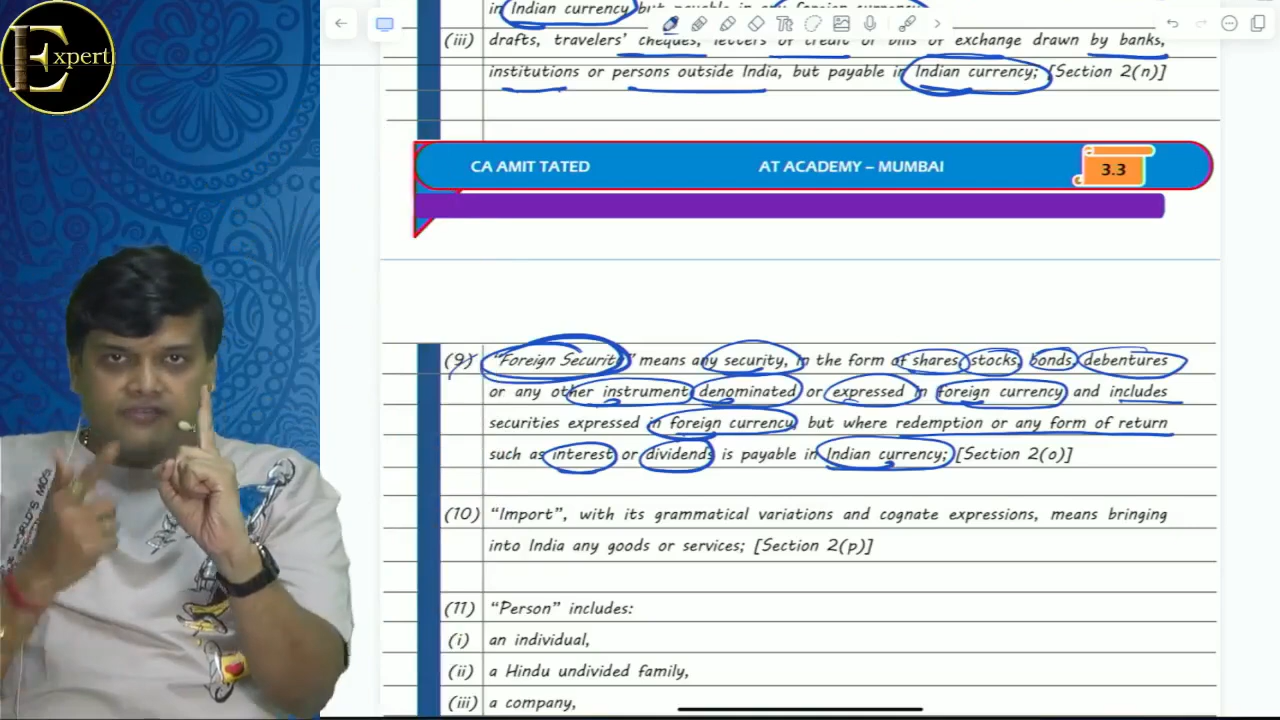 Expert
in Indian currency but payable in any foreign currency
(iii) drafts, travelers' cheques, letters of credit or bills of exchange drawn by banks,
institutions or persons outside India, but payable in Indian currency; [Section 2(n)]
CA AMIT TATED AT ACADEMY – MUMBAI 3.3
(9) "Foreign Security" means any security, in the form of shares, stocks, bonds, debentures
or any other instrument denominated or expressed in foreign currency and includes
securities expressed in foreign currency, but where redemption or any form of return
such as interest or dividends is payable in Indian currency; [Section 2(o)]
(10) "Import", with its grammatical variations and cognate expressions, means bringing
into India any goods or services; [Section 2(p)]
(11) "Person" includes:
(i) an individual,
(ii) a Hindu undivided family,
(iii) a company,